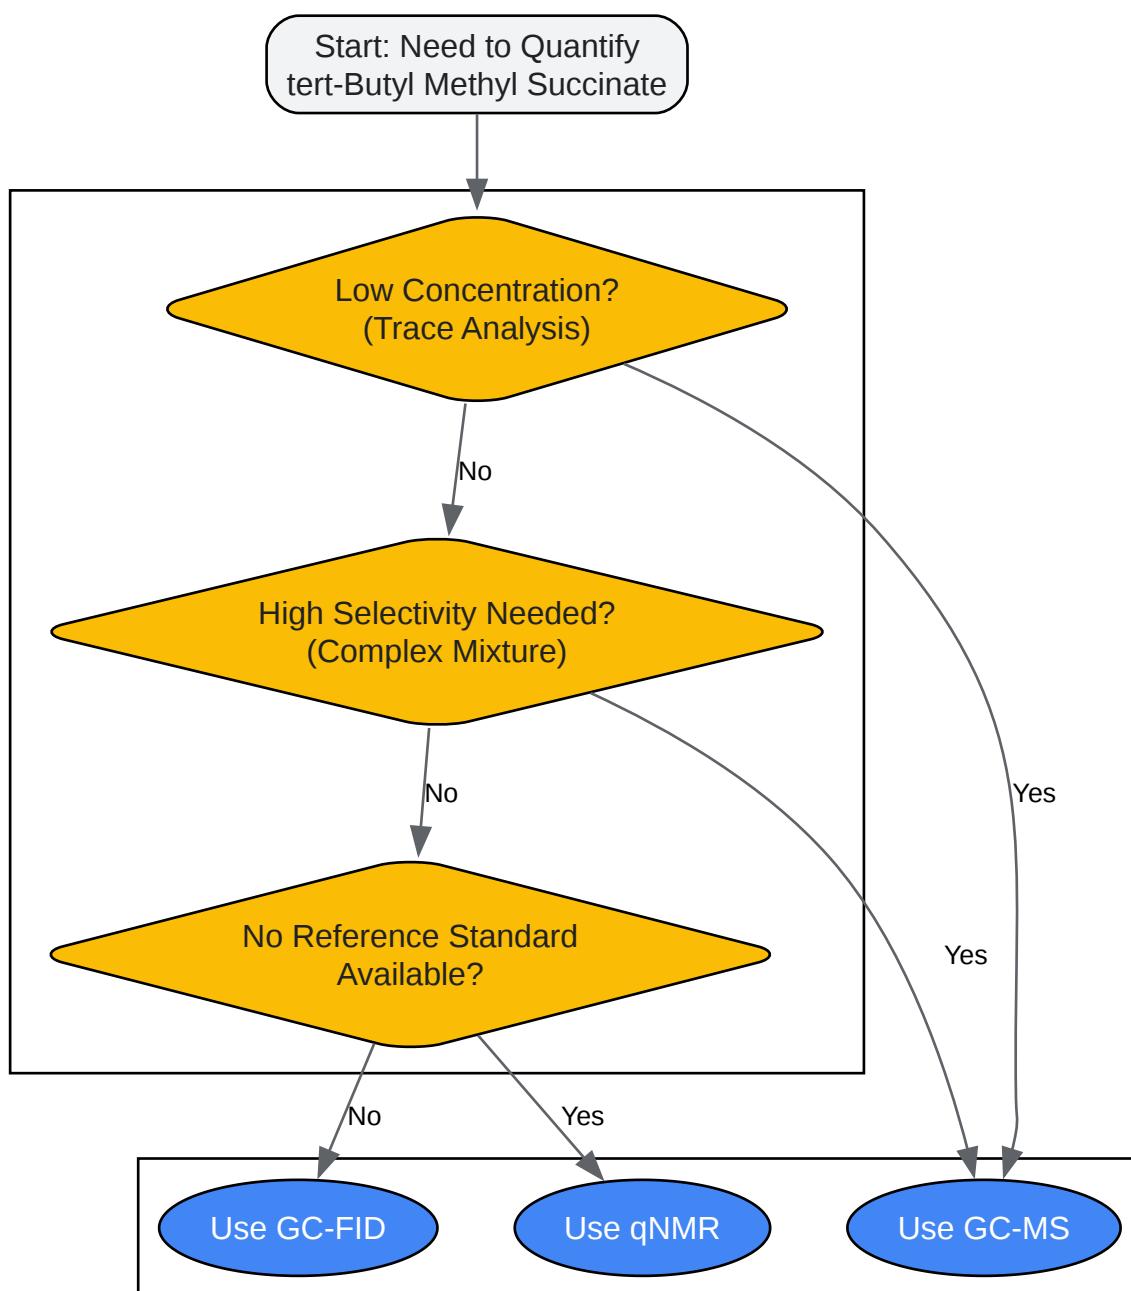 Start: Need to Quantify
tert-Butyl Methyl Succinate
Low Concentration?
(Trace Analysis)
No
High Selectivity Needed?
(Complex Mixture)
No
Yes
No Reference Standard
Available?
Yes
No
Yes
Use GC-FID
Use qNMR
Use GC-MS